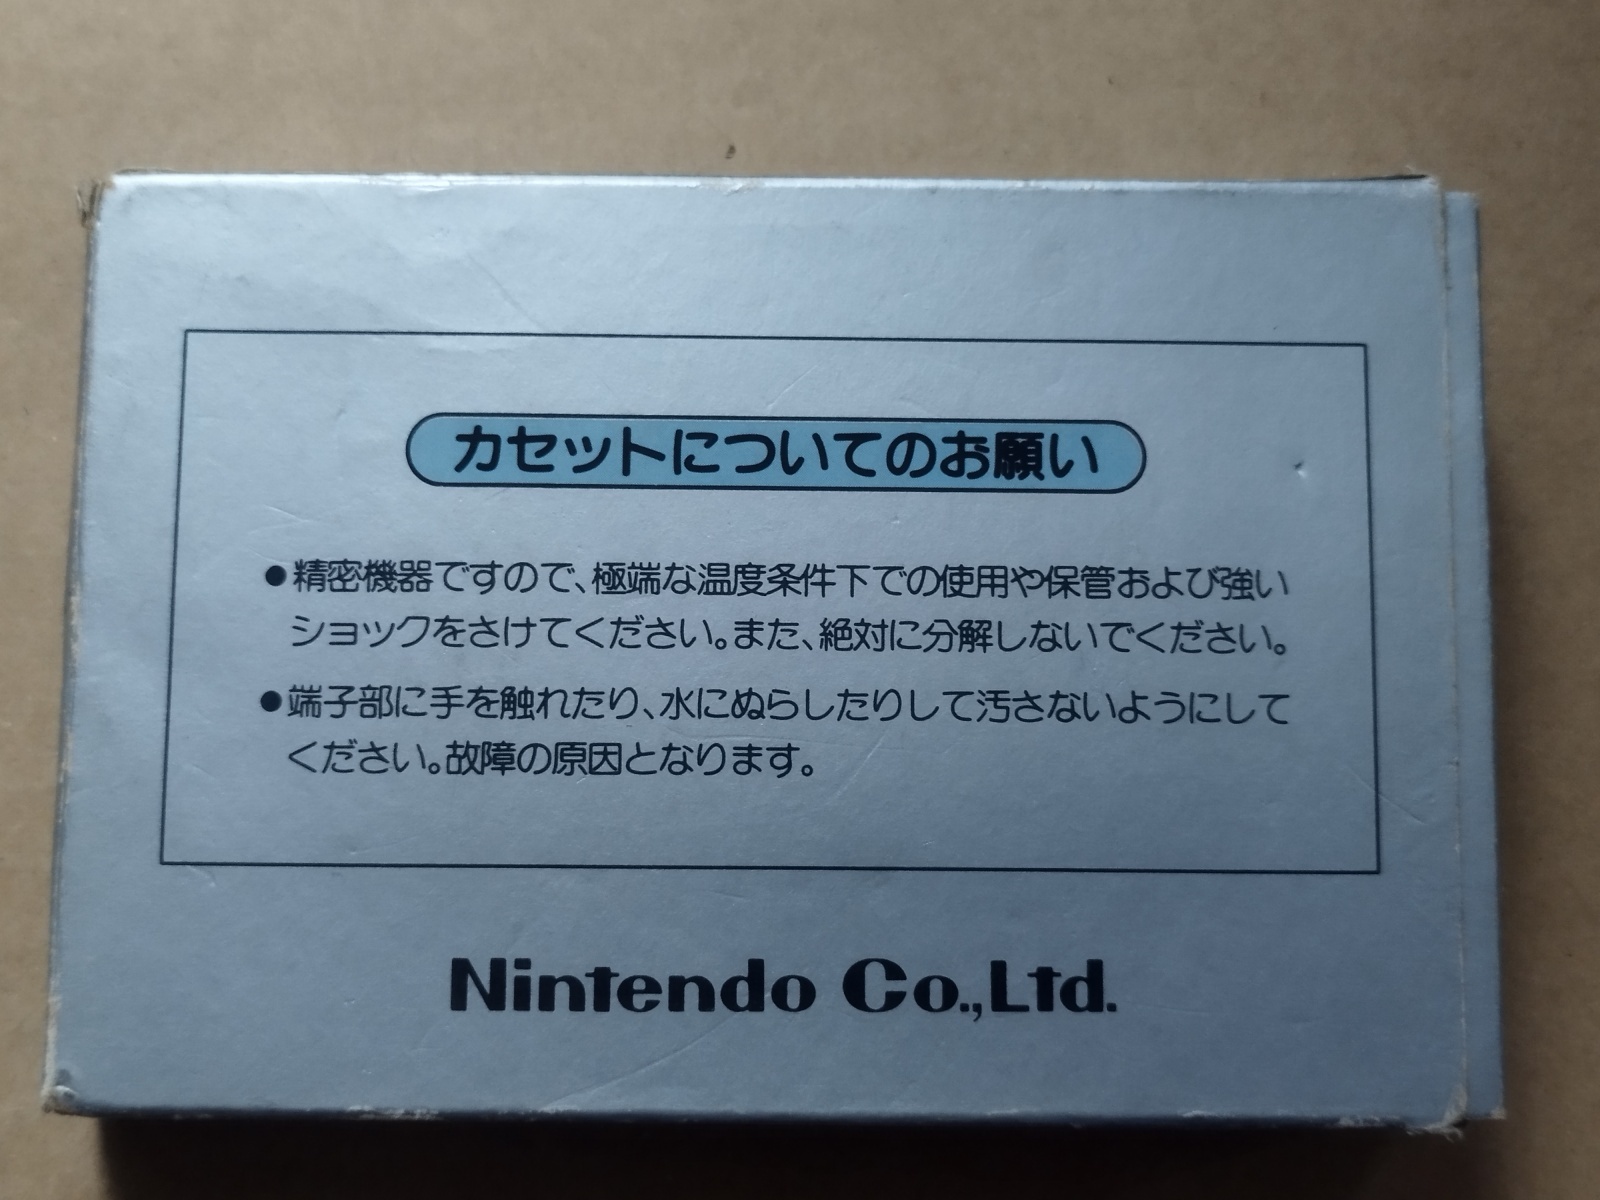 カセットについてのお願い
●精密機器ですので、極端な温度条件下での使用や保管および強い
ショックをさけてください。また、絶対に分解しないでください。
●端子部に手を触れたり、水にぬらしたりして汚さないようにして
ください。故障の原因となります。
Nintendo Co.,Ltd.